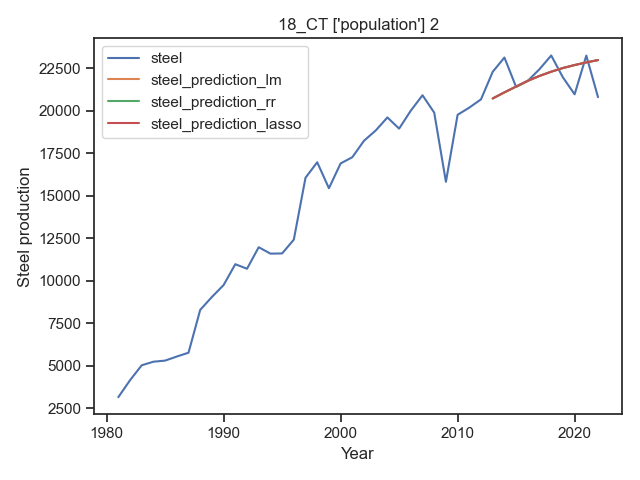 18_CT ['population'] 2
steel
steel_prediction_lm
steel_prediction_rr
steel_prediction_lasso
Steel production
22500
20000
17500
15000
12500
10000
7500
5000
2500
1980 1990 2000 2010 2020
Year